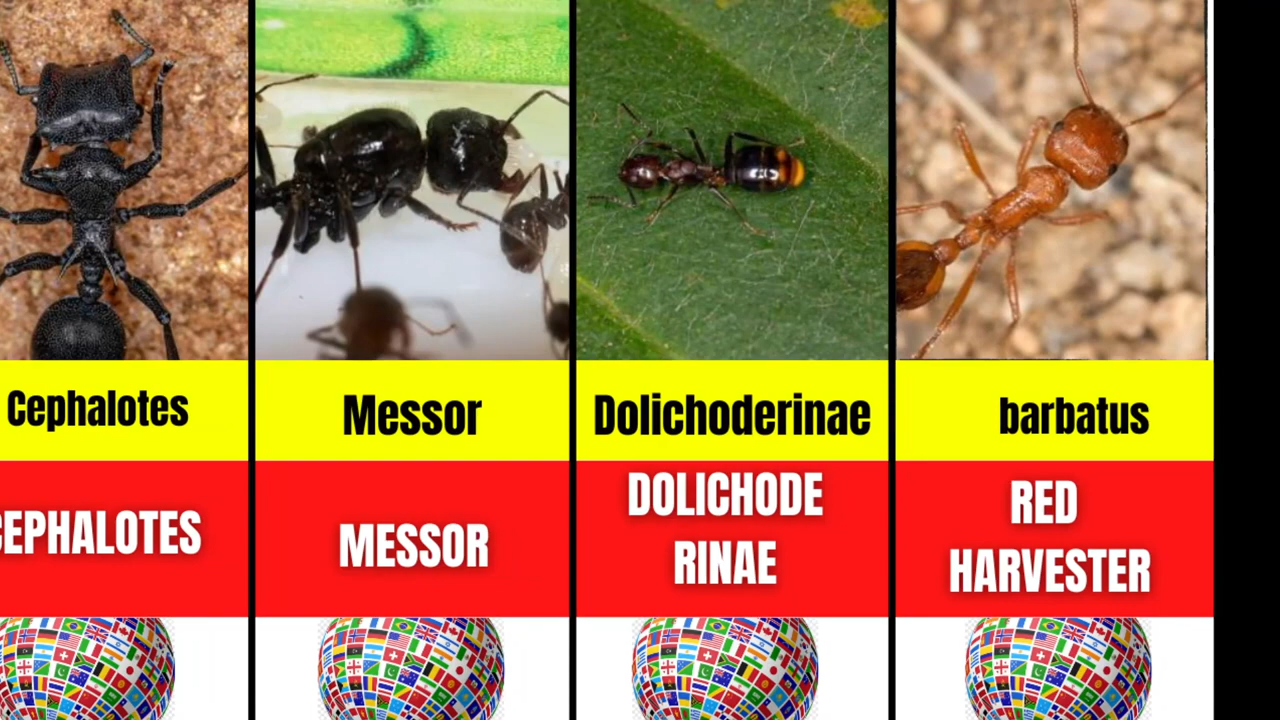 Cephalotes
Messor
Dolichoderinae
barbatus
CEPHALOTES
MESSOR
DOLICHODE
RINAE
RED
HARVESTER